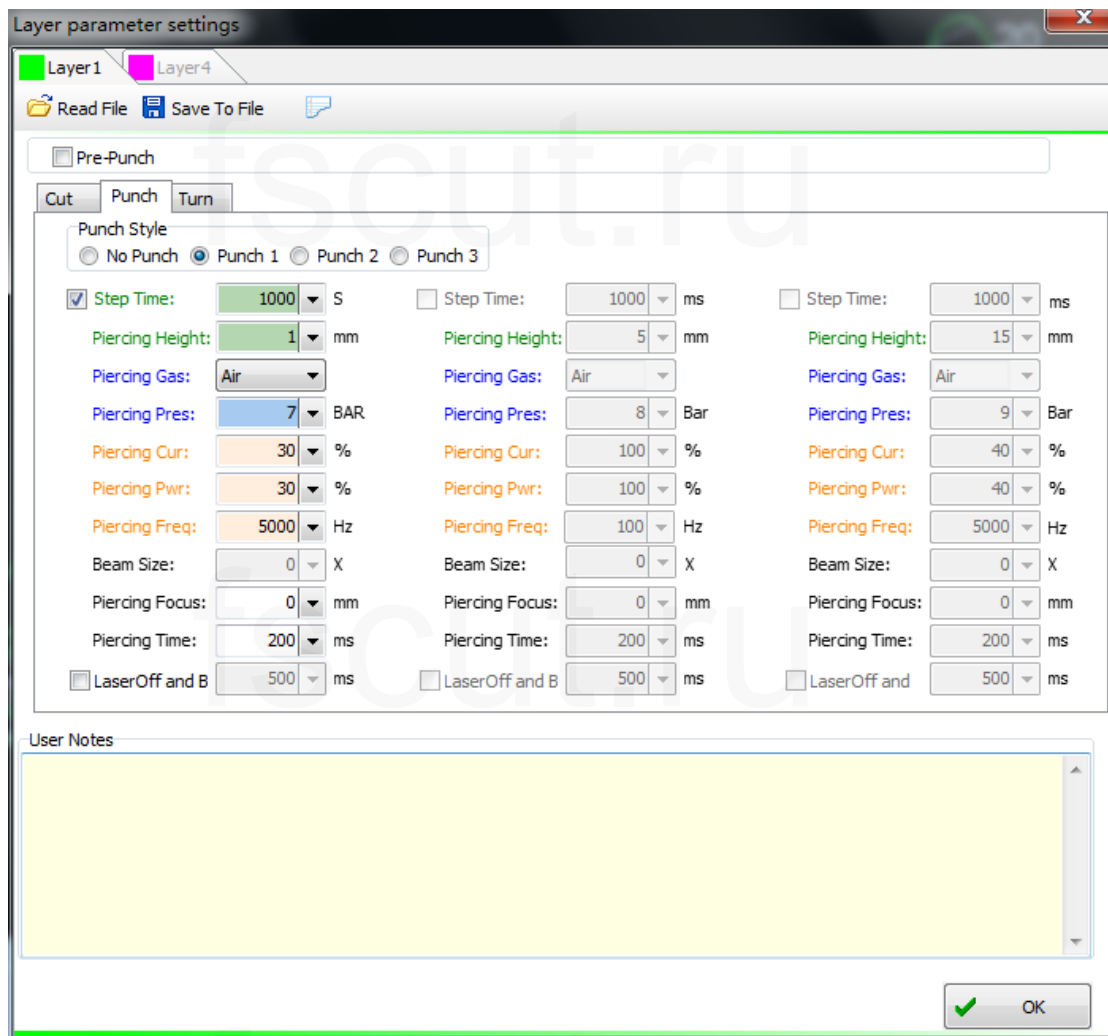 Layer parameter settings
Layer1 Layer4
Read File Save To File
Pre-Punch
Cut Punch Turn
Punch Style
No Punch Punch 1 Punch 2 Punch 3
Step Time: 1000 S Step Time: 1000 ms Step Time: 1000 ms
Piercing Height: 1 mm Piercing Height: 5 mm Piercing Height: 15 mm
Piercing Gas: Air Piercing Gas: Air Piercing Gas: Air
Piercing Pres: 7 BAR Piercing Pres: 8 Bar Piercing Pres: 9 Bar
Piercing Cur: 30 % Piercing Cur: 100 % Piercing Cur: 40 %
Piercing Pwr: 30 % Piercing Pwr: 100 % Piercing Pwr: 40 %
Piercing Freq: 5000 Hz Piercing Freq: 100 Hz Piercing Freq: 5000 Hz
Beam Size: 0 X Beam Size: 0 X Beam Size: 0 X
Piercing Focus: 0 mm Piercing Focus: 0 mm Piercing Focus: 0 mm
Piercing Time: 200 ms Piercing Time: 200 ms Piercing Time: 200 ms
LaserOff and B 500 ms LaserOff and B 500 ms LaserOff and 500 ms
User Notes
OK
fscut.ru
fscut.ru